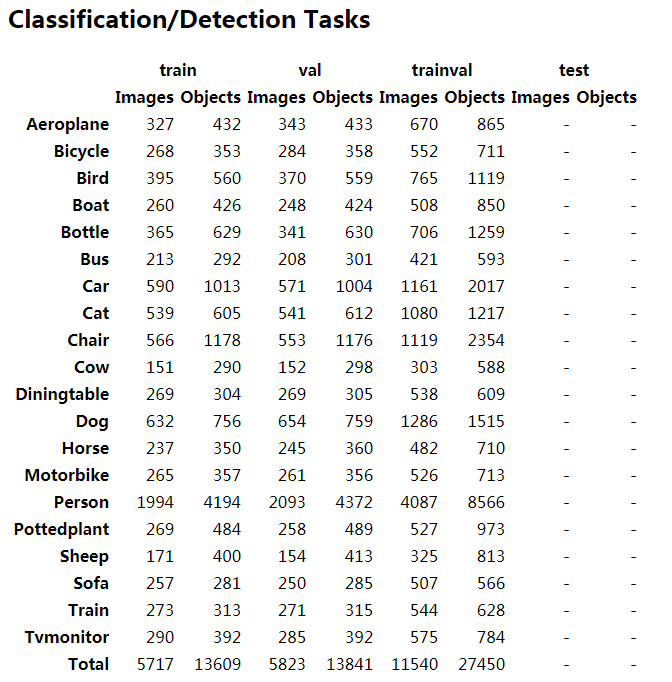 Classification/Detection Tasks
train val trainval test
Images Objects Images Objects Images Objects Images Objects
Aeroplane 327 432 343 433 670 865 - -
Bicycle 268 353 284 358 552 711 - -
Bird 395 560 370 559 765 1119 - -
Boat 260 426 248 424 508 850 - -
Bottle 365 629 341 630 706 1259 - -
Bus 213 292 208 301 421 593 - -
Car 590 1013 571 1004 1161 2017 - -
Cat 539 605 541 612 1080 1217 - -
Chair 566 1178 553 1176 1119 2354 - -
Cow 151 290 152 298 303 588 - -
Diningtable 269 304 269 305 538 609 - -
Dog 632 756 654 759 1286 1515 - -
Horse 237 350 245 360 482 710 - -
Motorbike 265 357 261 356 526 713 - -
Person 1994 4194 2093 4372 4087 8566 - -
Pottedplant 269 484 258 489 527 973 - -
Sheep 171 400 154 413 325 813 - -
Sofa 257 281 250 285 507 566 - -
Train 273 313 271 315 544 628 - -
Tvmonitor 290 392 285 392 575 784 - -
Total 5717 13609 5823 13841 11540 27450 - -